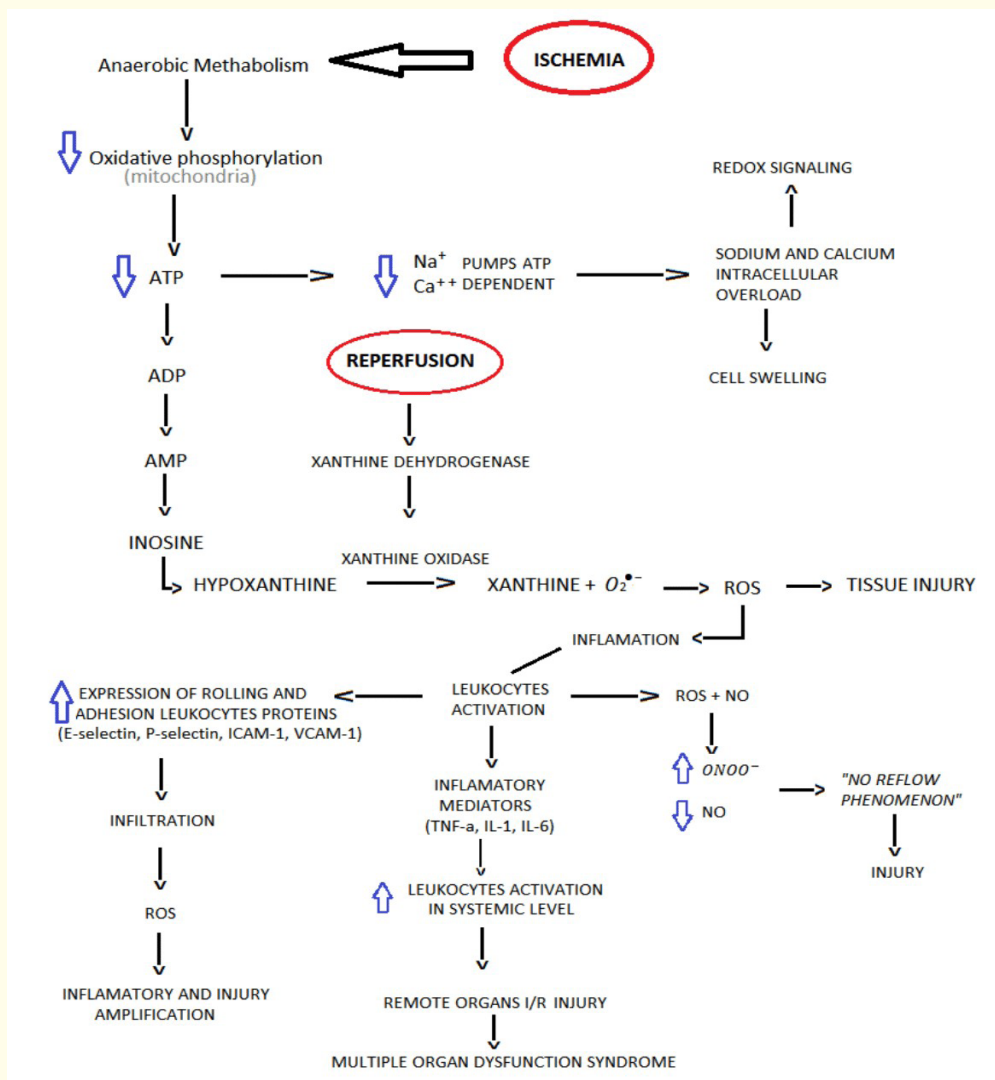 ISCHEMIA
Anaerobic Methabolism
Oxidative phosphorylation
(mitochondria)
REDOX SIGNALING
ATP
Na⁺ PUMPS ATP
Ca⁺⁺ DEPENDENT
SODIUM AND CALCIUM
INTRACELLULAR
OVERLOAD
REPERFUSION
ADP
CELL SWELLING
AMP
XANTHINE DEHYDROGENASE
INOSINE
XANTHINE OXIDASE
HYPOXANTHINE
XANTHINE + O₂•⁻
ROS
TISSUE INJURY
INFLAMATION
EXPRESSION OF ROLLING AND
ADHESION LEUKOCYTES PROTEINS
(E-selectin, P-selectin, ICAM-1, VCAM-1)
LEUKOCYTES
ACTIVATION
ROS + NO
ONOO⁻
NO
"NO REFLOW
PHENOMENON"
INFLAMATORY
MEDIATORS
(TNF-a, IL-1, IL-6)
INFILTRATION
INJURY
LEUKOCYTES ACTIVATION
IN SYSTEMIC LEVEL
ROS
INFLAMATORY AND INJURY
AMPLIFICATION
REMOTE ORGANS I/R INJURY
MULTIPLE ORGAN DYSFUNCTION SYNDROME